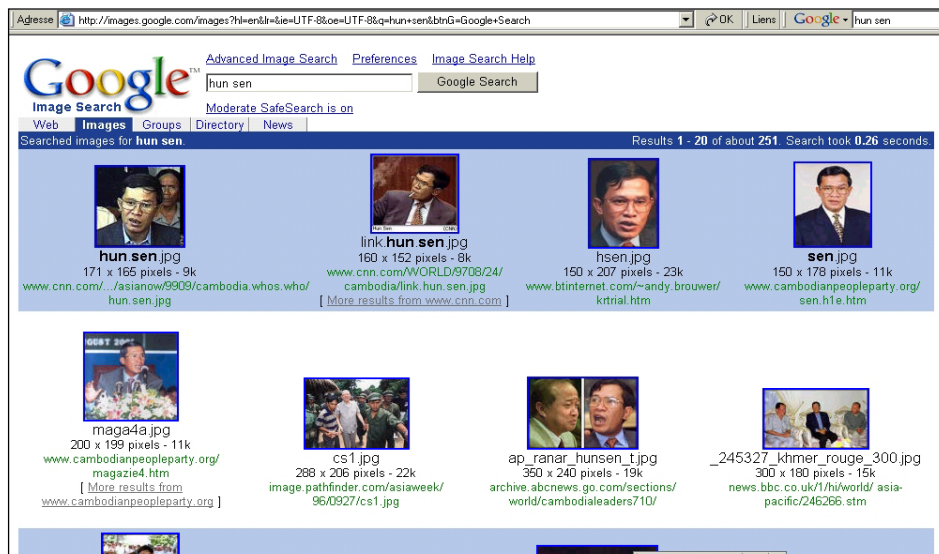 Adresse http://images.google.com/images?hl=en&lr=&ie=UTF-8&oe=UTF-8&q=hun+sen&btnG=Google+Search OK Liens Google hun sen
Advanced Image Search Preferences Image Search Help
Google™
Image Search
hun sen Google Search
Moderate SafeSearch is on
Web Images Groups Directory News
Searched images for hun sen. Results 1 - 20 of about 251. Search took 0.26 seconds.
hun.sen.jpg
171 x 165 pixels - 9k
www.cnn.com/.../asianow/9909/cambodia.whos.who/
hun.sen.jpg
Hun Sen CNN
link.hun.sen.jpg
160 x 152 pixels - 8k
www.cnn.com/WORLD/9708/24/
cambodia/link.hun.sen.jpg
[ More results from www.cnn.com ]
hsen.jpg
150 x 207 pixels - 23k
www.btinternet.com/~andy.brouwer/
krtrial.htm
sen.jpg
150 x 178 pixels - 11k
www.cambodianpeopleparty.org/
sen.h1e.htm
maga4a.jpg
200 x 199 pixels - 11k
www.cambodianpeopleparty.org/
magazie4.htm
[ More results from
www.cambodianpeopleparty.org ]
cs1.jpg
288 x 206 pixels - 22k
image.pathfinder.com/asiaweek/
96/0927/cs1.jpg
ap_ranar_hunsen_t.jpg
350 x 240 pixels - 19k
archive.abcnews.go.com/sections/
world/cambodialeaders710/
_245327_khmer_rouge_300.jpg
300 x 180 pixels - 15k
news.bbc.co.uk/1/hi/world/ asia-
pacific/246266.stm